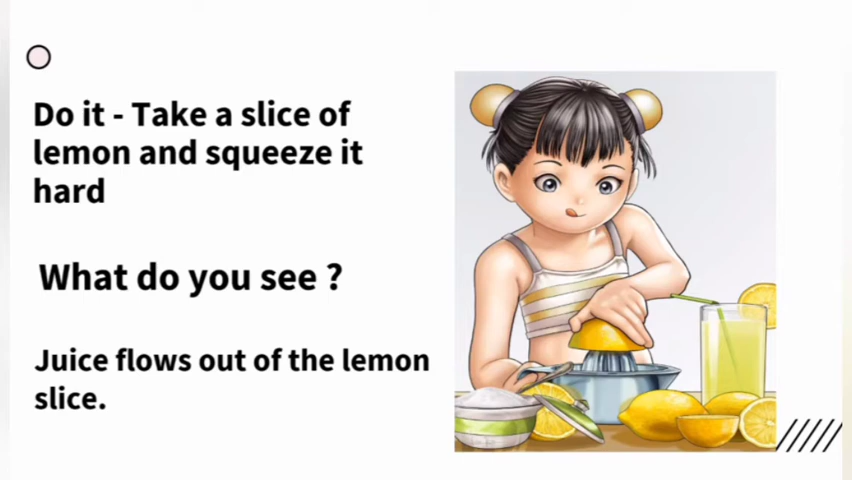 Do it - Take a slice of
lemon and squeeze it
hard
What do you see ?
Juice flows out of the lemon
slice.